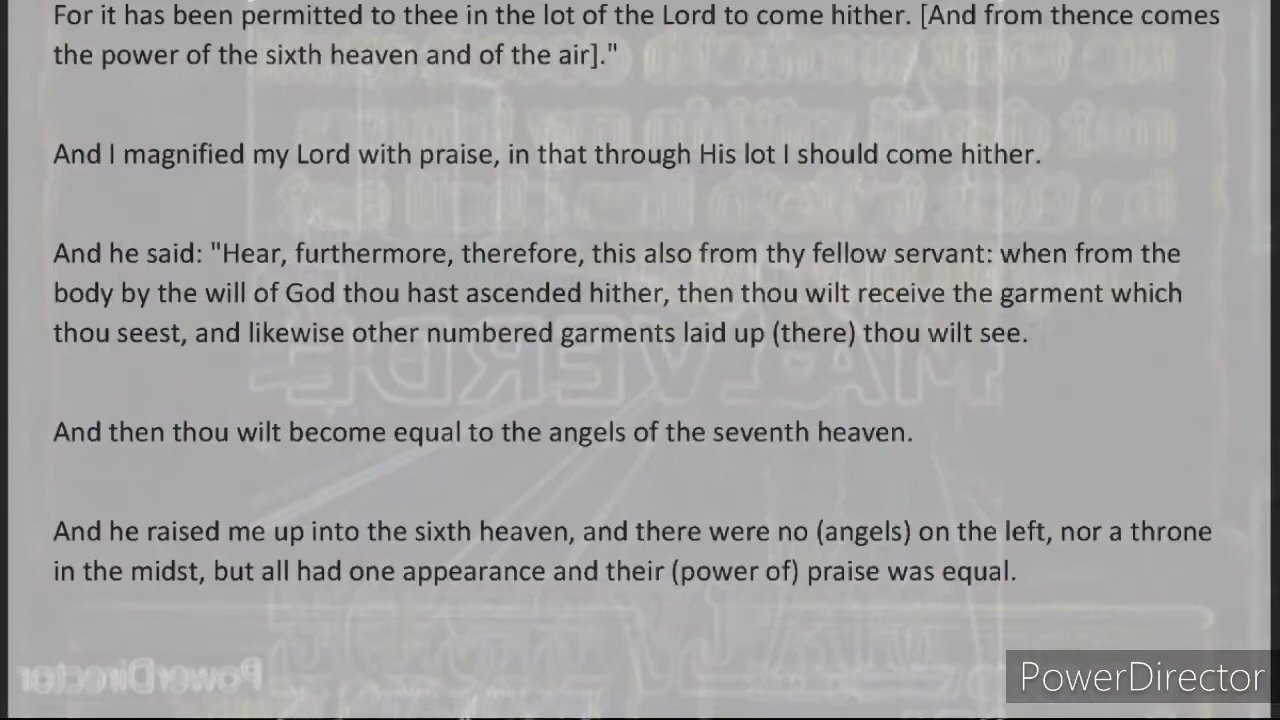 For it has been permitted to thee in the lot of the Lord to come hither. [And from thence comes
the power of the sixth heaven and of the air]."
And I magnified my Lord with praise, in that through His lot I should come hither.
And he said: "Hear, furthermore, therefore, this also from thy fellow servant: when from the
body by the will of God thou hast ascended hither, then thou wilt receive the garment which
thou seest, and likewise other numbered garments laid up (there) thou wilt see.
And then thou wilt become equal to the angels of the seventh heaven.
And he raised me up into the sixth heaven, and there were no (angels) on the left, nor a throne
in the midst, but all had one appearance and their (power of) praise was equal.
PowerDirector
PowerDirector